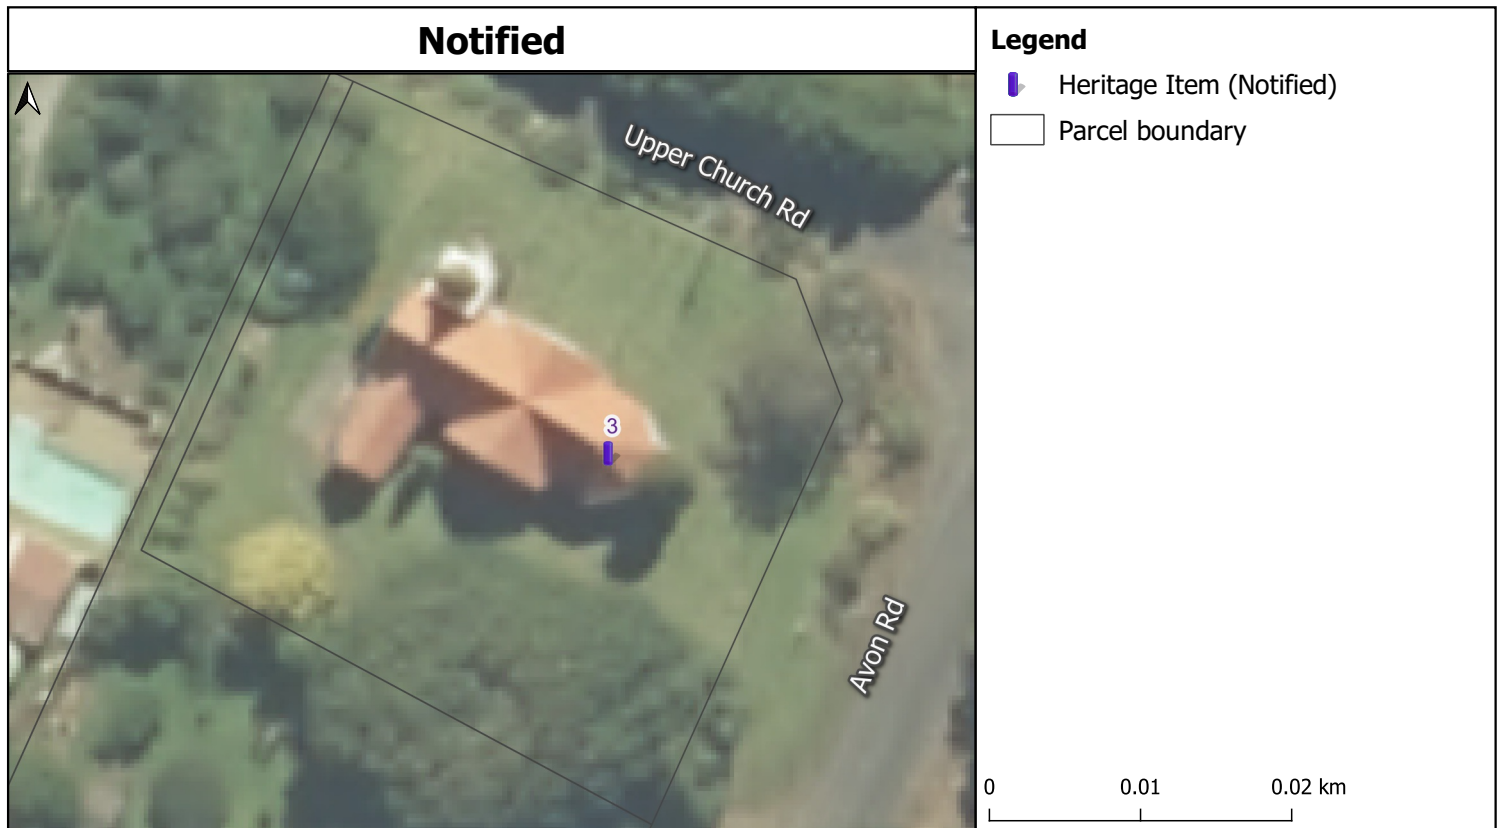 Notified
Upper Church Rd
3
Avon Rd
Legend
Heritage Item (Notified)
Parcel boundary
0 0.01 0.02 km